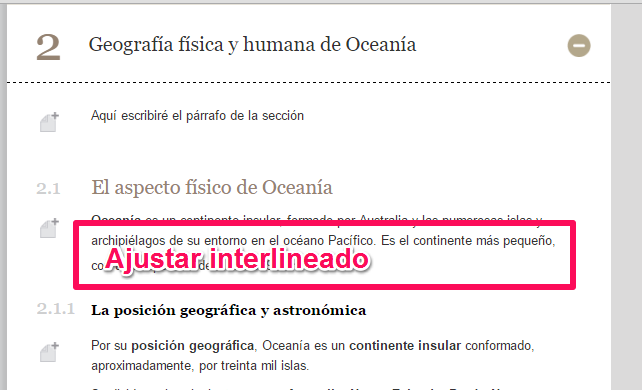 2 Geografía física y humana de Oceanía
Aquí escribiré el párrafo de la sección
2.1 El aspecto físico de Oceanía
Oceanía es un continente insular, formado por Australia y las numerosas islas y
archipiélagos de su entorno en el océano Pacífico. Es el continente más pequeño,
Ajustar interlineado
2.1.1 La posición geográfica y astronómica
Por su posición geográfica, Oceanía es un continente insular conformado,
aproximadamente, por treinta mil islas.